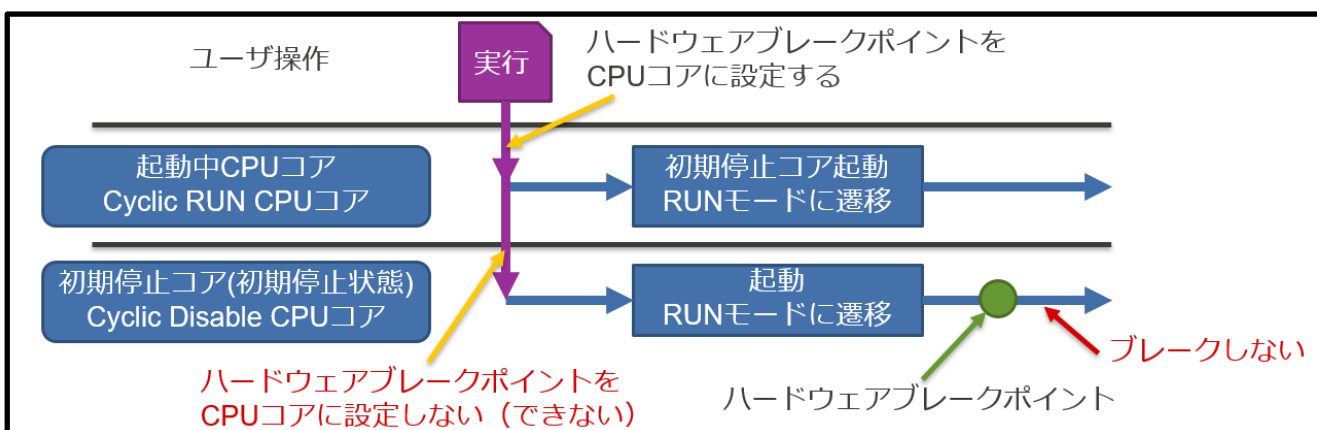 ユーザ操作
実行
ハードウェアブレークポイントを
CPUコアに設定する
起動中CPUコア
Cyclic RUN CPUコア
初期停止コア起動
RUNモードに遷移
初期停止コア(初期停止状態)
Cyclic Disable CPUコア
起動
RUNモードに遷移
ブレークしない
ハードウェアブレークポイントを
CPUコアに設定しない（できない）
ハードウェアブレークポイント